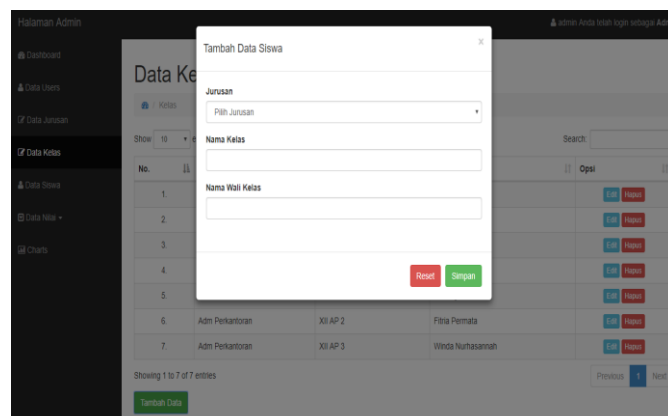 Halaman Admin
admin Anda telah login sebagai Adm
Dashboard
Data Users
Data Jurusan
Data Kelas
Data Siswa
Data Nilai
Charts
Data Ke
/ Kelas
Show 10 e
Search:
No. Opsi
1. Edit Hapus
2. Edit Hapus
3. Edit Hapus
4. Edit Hapus
5. Edit Hapus
6. Adm Perkantoran XII AP 2 Fitria Permata Edit Hapus
7. Adm Perkantoran XII AP 3 Winda Nurhasannah Edit Hapus
Showing 1 to 7 of 7 entries
Previous 1 Next
Tambah Data
Tambah Data Siswa ×
Jurusan
Pilih Jurusan
Nama Kelas
Nama Wali Kelas
Reset Simpan